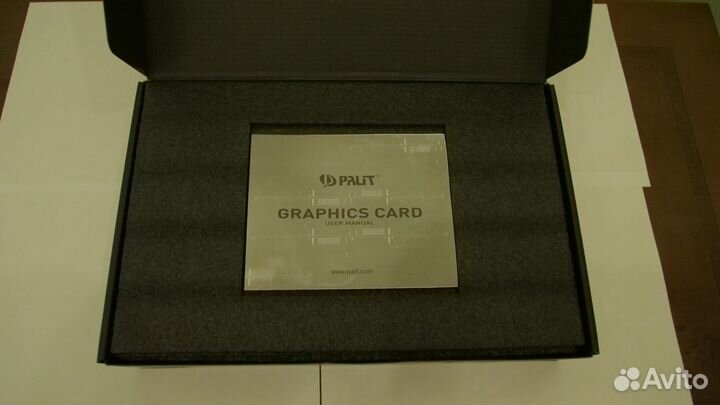 PALiT
GRAPHICS CARD
USER MANUAL
www.palit.com
Avito